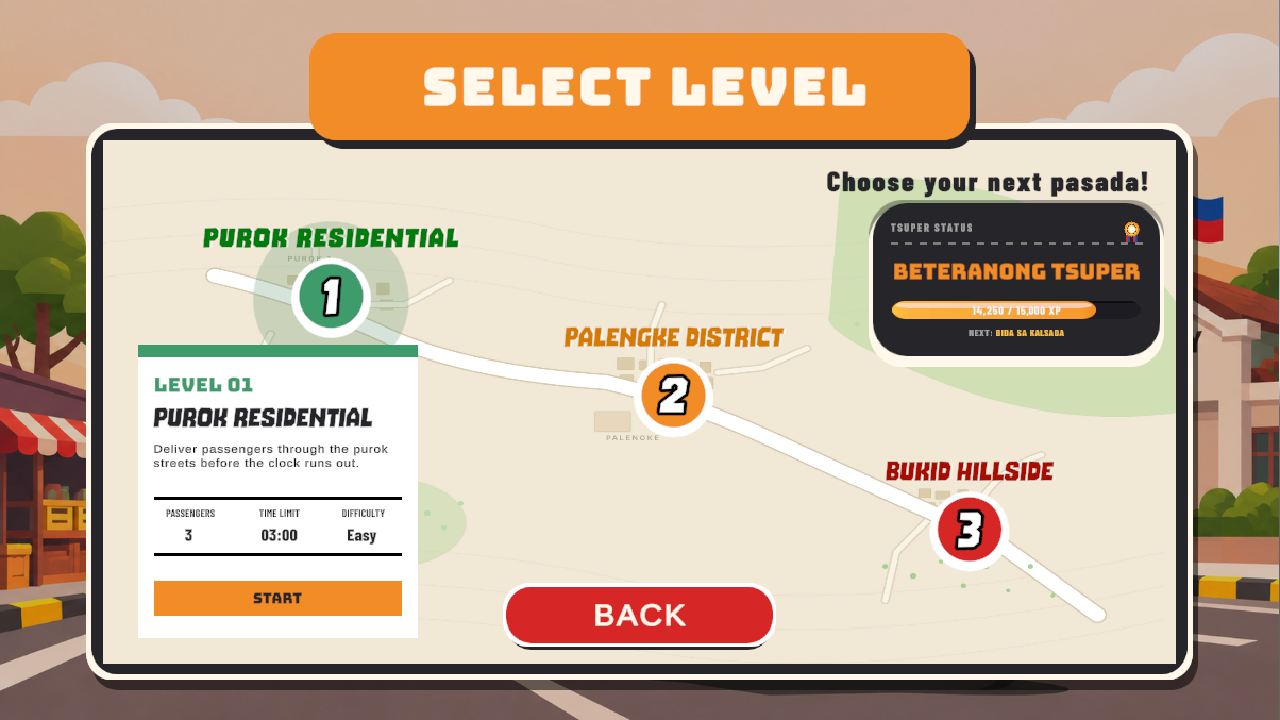 SELECT LEVEL
Choose your next pasada!
TSUPER STATUS
BETERANONG TSUPER
14,250 / 15,000 XP
NEXT: BIDA SA KALSADA
PUROK RESIDENTIAL
PUROK
1
PALENGKE DISTRICT
2
PALENGKE
BUKID HILLSIDE
3
LEVEL 01
PUROK RESIDENTIAL
Deliver passengers through the purok
streets before the clock runs out.
PASSENGERS TIME LIMIT DIFFICULTY
3 03:00 Easy
START
BACK